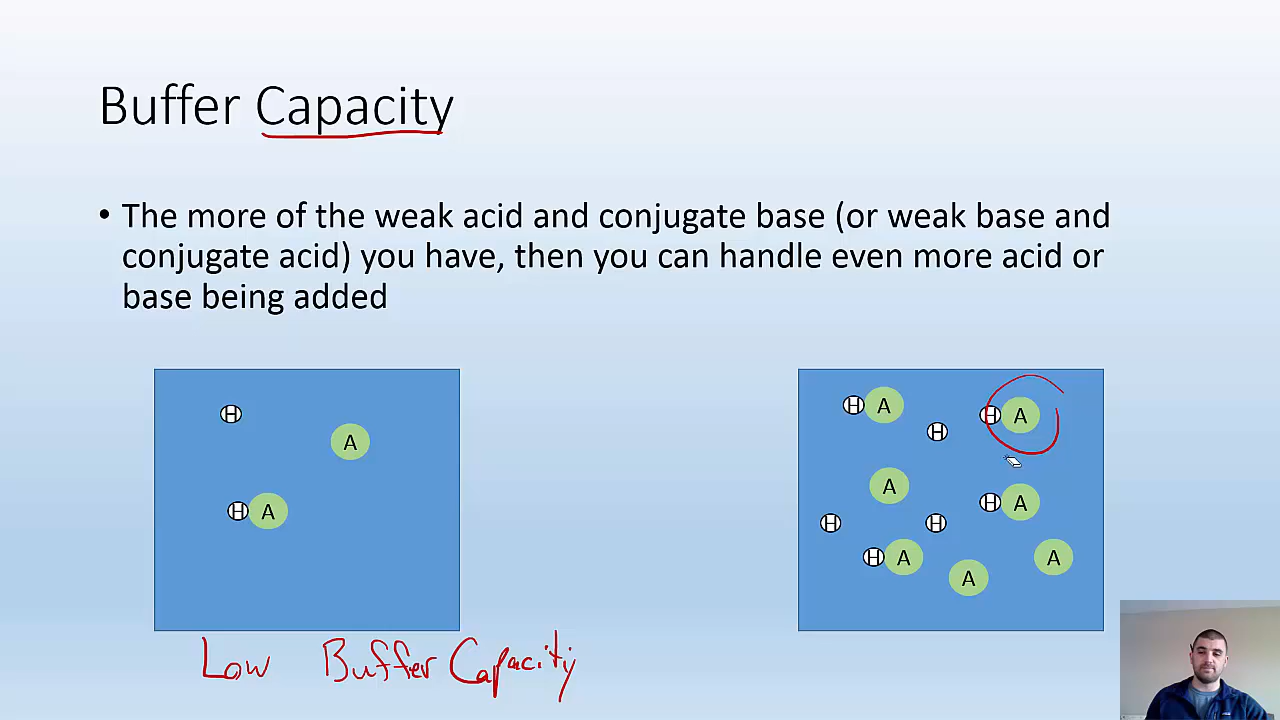 Buffer Capacity
• The more of the weak acid and conjugate base (or weak base and
conjugate acid) you have, then you can handle even more acid or
base being added
H
A
H A
H A
H A
H
A
H A
H
H
H A
A
A
Low Buffer Capacity